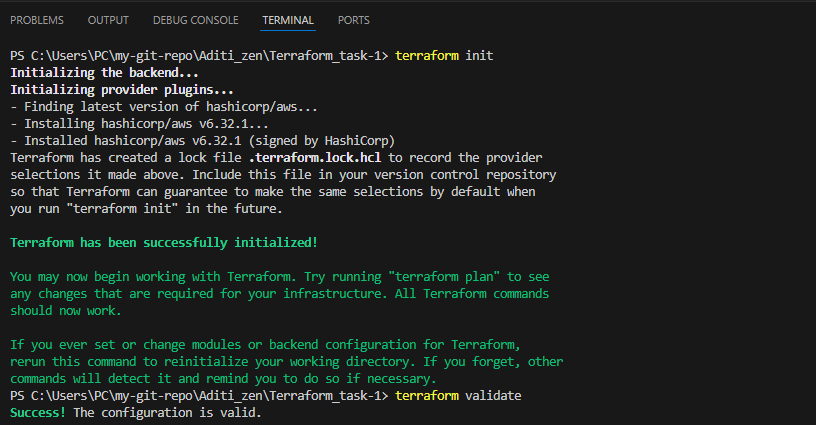 PROBLEMS OUTPUT DEBUG CONSOLE TERMINAL PORTS
PS C:\Users\PC\my-git-repo\Aditi_zen\Terraform_task-1> terraform init
Initializing the backend...
Initializing provider plugins...
- Finding latest version of hashicorp/aws...
- Installing hashicorp/aws v6.32.1...
- Installed hashicorp/aws v6.32.1 (signed by HashiCorp)
Terraform has created a lock file .terraform.lock.hcl to record the provider
selections it made above. Include this file in your version control repository
so that Terraform can guarantee to make the same selections by default when
you run "terraform init" in the future.
Terraform has been successfully initialized!
You may now begin working with Terraform. Try running "terraform plan" to see
any changes that are required for your infrastructure. All Terraform commands
should now work.
If you ever set or change modules or backend configuration for Terraform,
rerun this command to reinitialize your working directory. If you forget, other
commands will detect it and remind you to do so if necessary.
PS C:\Users\PC\my-git-repo\Aditi_zen\Terraform_task-1> terraform validate
Success! The configuration is valid.